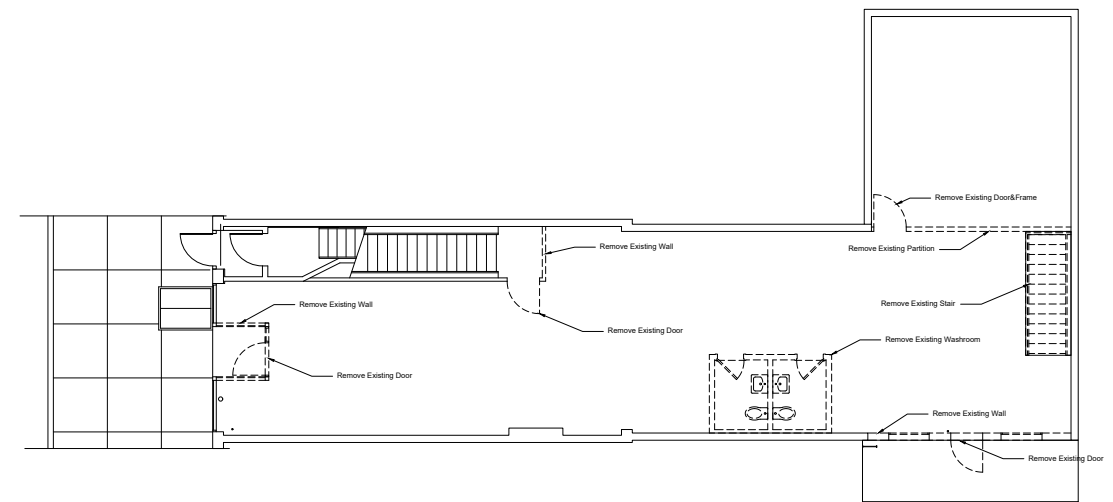 Remove Existing Door&Frame
Remove Existing Wall
Remove Existing Partition
Remove Existing Wall
Remove Existing Stair
Remove Existing Door
Remove Existing Washroom
Remove Existing Door
Remove Existing Wall
Remove Existing Door